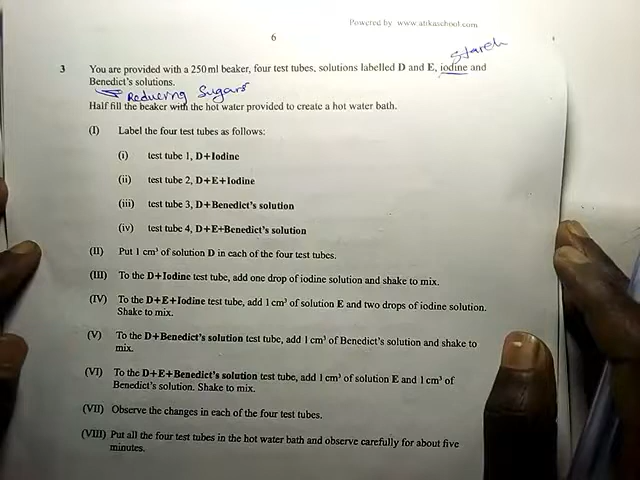 Powered by www.atikaschool.com
6
Starch
3 You are provided with a 250 ml beaker, four test tubes, solutions labelled D and E, iodine and
Benedict's solutions.
Reducing Sugars
Half fill the beaker with the hot water provided to create a hot water bath.
(I) Label the four test tubes as follows:
(i) test tube 1, D+Iodine
(ii) test tube 2, D+E+Iodine
(iii) test tube 3, D+Benedict's solution
(iv) test tube 4, D+E+Benedict's solution
(II) Put 1 cm³ of solution D in each of the four test tubes.
(III) To the D+Iodine test tube, add one drop of iodine solution and shake to mix.
(IV) To the D+E+Iodine test tube, add 1 cm³ of solution E and two drops of iodine solution.
Shake to mix.
(V) To the D+Benedict's solution test tube, add 1 cm³ of Benedict's solution and shake to
mix.
(VI) To the D+E+Benedict's solution test tube, add 1 cm³ of solution E and 1 cm³ of
Benedict's solution. Shake to mix.
(VII) Observe the changes in each of the four test tubes.
(VIII) Put all the four test tubes in the hot water bath and observe carefully for about five
minutes.